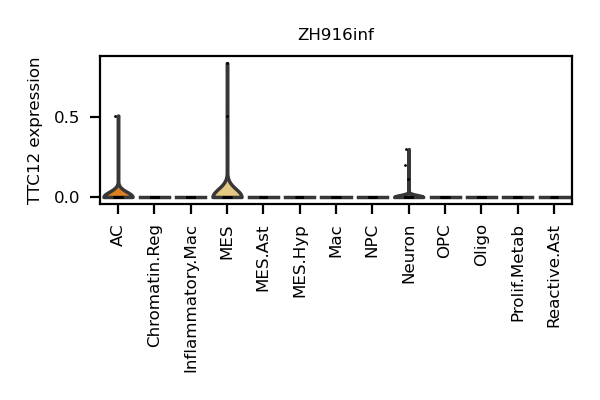 ZH916inf
TTC12 expression
0.5
0.0
AC
Chromatin.Reg
Inflammatory.Mac
MES
MES.Ast
MES.Hyp
Mac
NPC
Neuron
OPC
Oligo
Prolif.Metab
Reactive.Ast